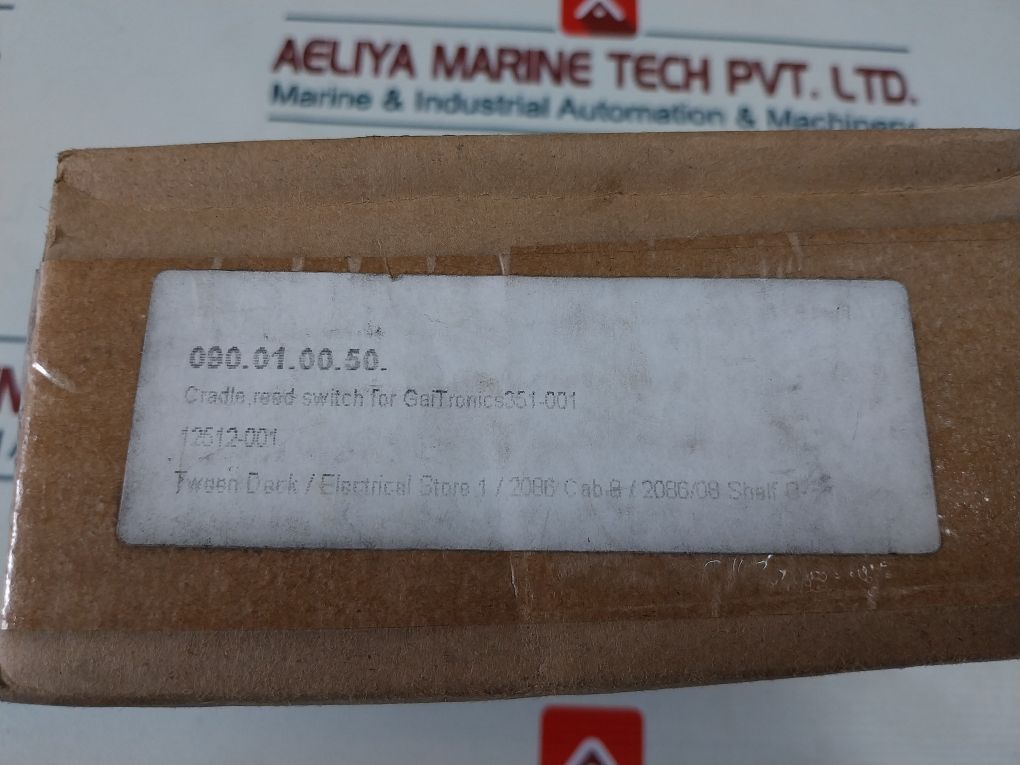 AELIYA MARINE TECH PVT. LTD.
Marine & Industrial Automation & Machinery
090.01.00.50.
Cradle,reed switch for GaiTronics351-001
12512-001
Tween Deck / Electrical Store 1 / 2086 Cab 8 / 2086/08 Shelf